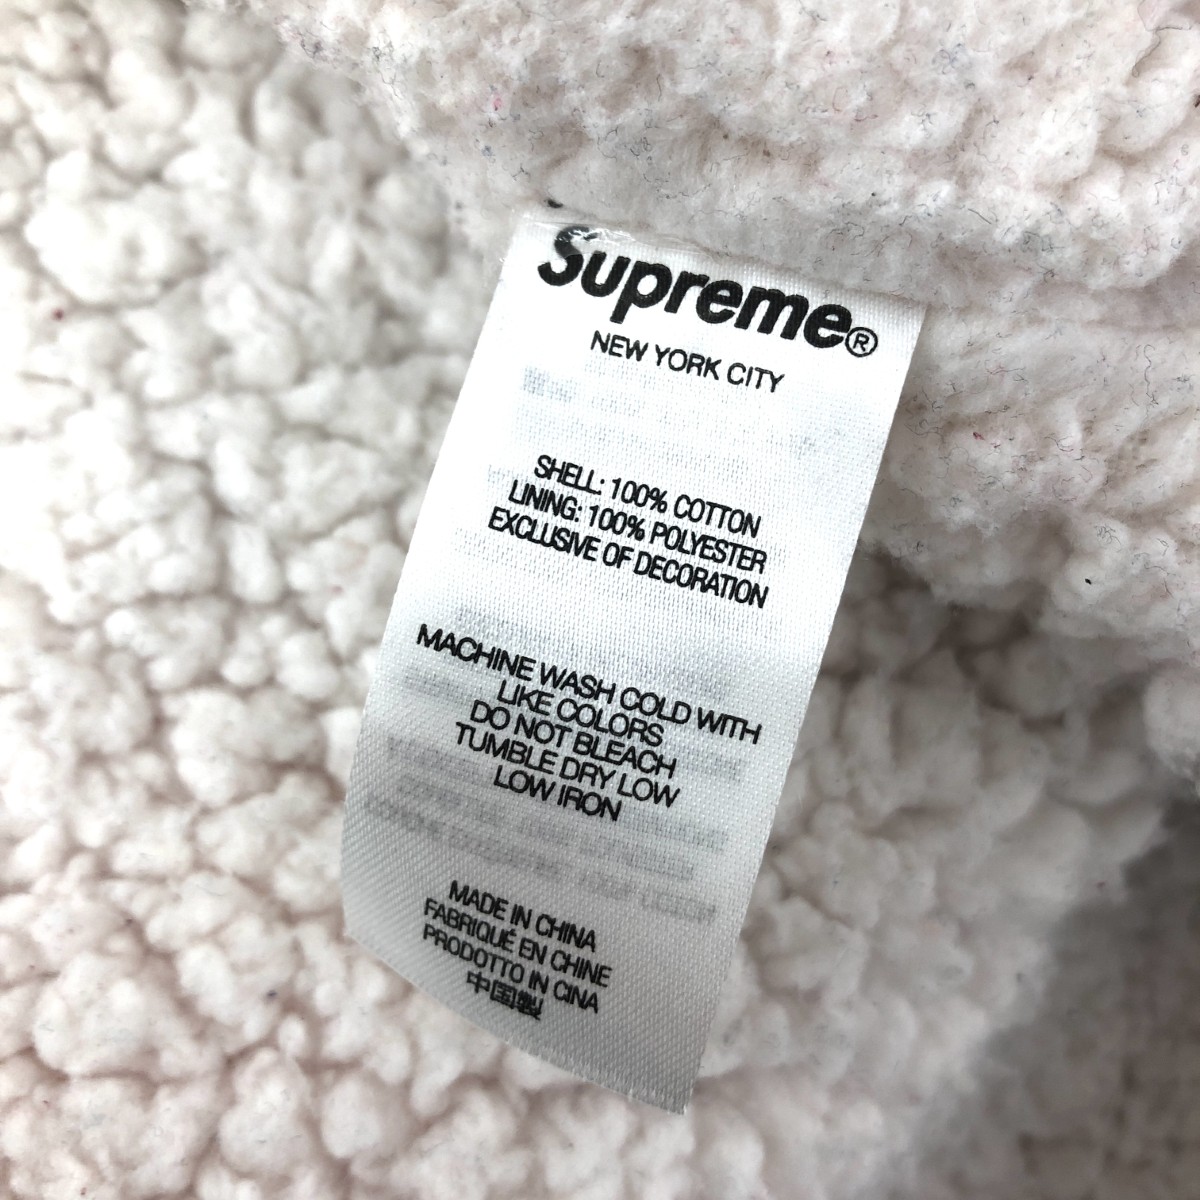 Supreme®
NEW YORK CITY
SHELL: 100% COTTON
LINING: 100% POLYESTER
EXCLUSIVE OF DECORATION
MACHINE WASH COLD WITH
LIKE COLORS
DO NOT BLEACH
TUMBLE DRY LOW
LOW IRON
MADE IN CHINA
FABRIQUÉ EN CHINE
PRODOTTO IN CINA
中国製